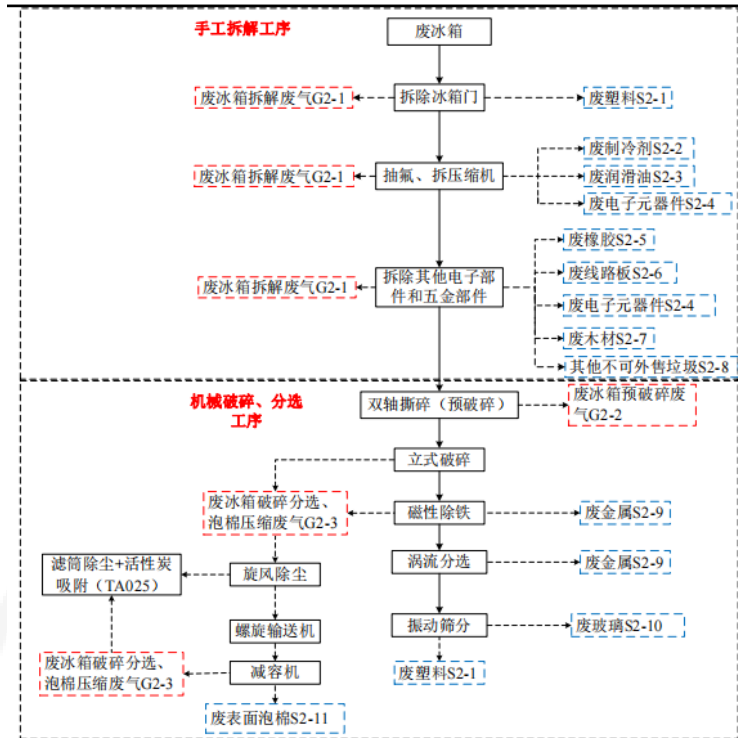 手工拆解工序
废冰箱
废冰箱拆解废气G2-1
拆除冰箱门
废塑料S2-1
废制冷剂S2-2
废冰箱拆解废气G2-1
抽氟、拆压缩机
废润滑油S2-3
废电子元器件S2-4
废橡胶S2-5
废冰箱拆解废气G2-1
拆除其他电子部
件和五金部件
废线路板S2-6
废电子元器件S2-4
废木材S2-7
其他不可外售垃圾S2-8
机械破碎、分选
工序
双轴撕碎（预破碎）
废冰箱预破碎废
气G2-2
立式破碎
废冰箱破碎分选、
泡棉压缩废气G2-3
磁性除铁
废金属S2-9
滤筒除尘+活性炭
吸附（TA025）
旋风除尘
涡流分选
废金属S2-9
螺旋输送机
振动筛分
废玻璃S2-10
废冰箱破碎分选、
泡棉压缩废气G2-3
减容机
废塑料S2-1
废表面泡棉S2-11